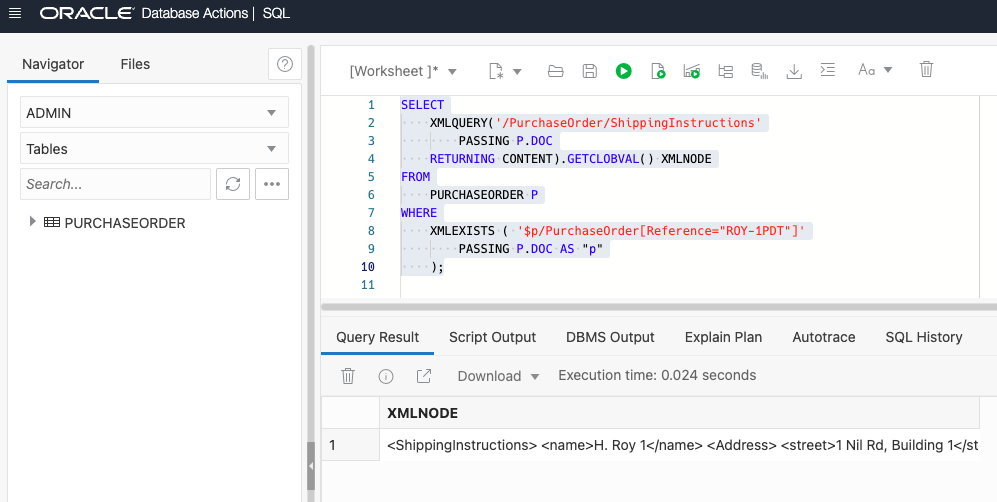 ORACLE Database Actions | SQL
Navigator Files
ADMIN
Tables
Search...
PURCHASEORDER
[Worksheet ]* Aa
1 SELECT
2 XMLQUERY('/PurchaseOrder/ShippingInstructions'
3 PASSING P.DOC
4 RETURNING CONTENT).GETCLOBVAL() XMLNODE
5 FROM
6 PURCHASEORDER P
7 WHERE
8 XMLEXISTS ( '$p/PurchaseOrder[Reference="ROY-1PDT"]'
9 PASSING P.DOC AS "p"
10 );
11
Query Result Script Output DBMS Output Explain Plan Autotrace SQL History
Download Execution time: 0.024 seconds
XMLNODE
1 <ShippingInstructions> <name>H. Roy 1</name> <Address> <street>1 Nil Rd, Building 1</st